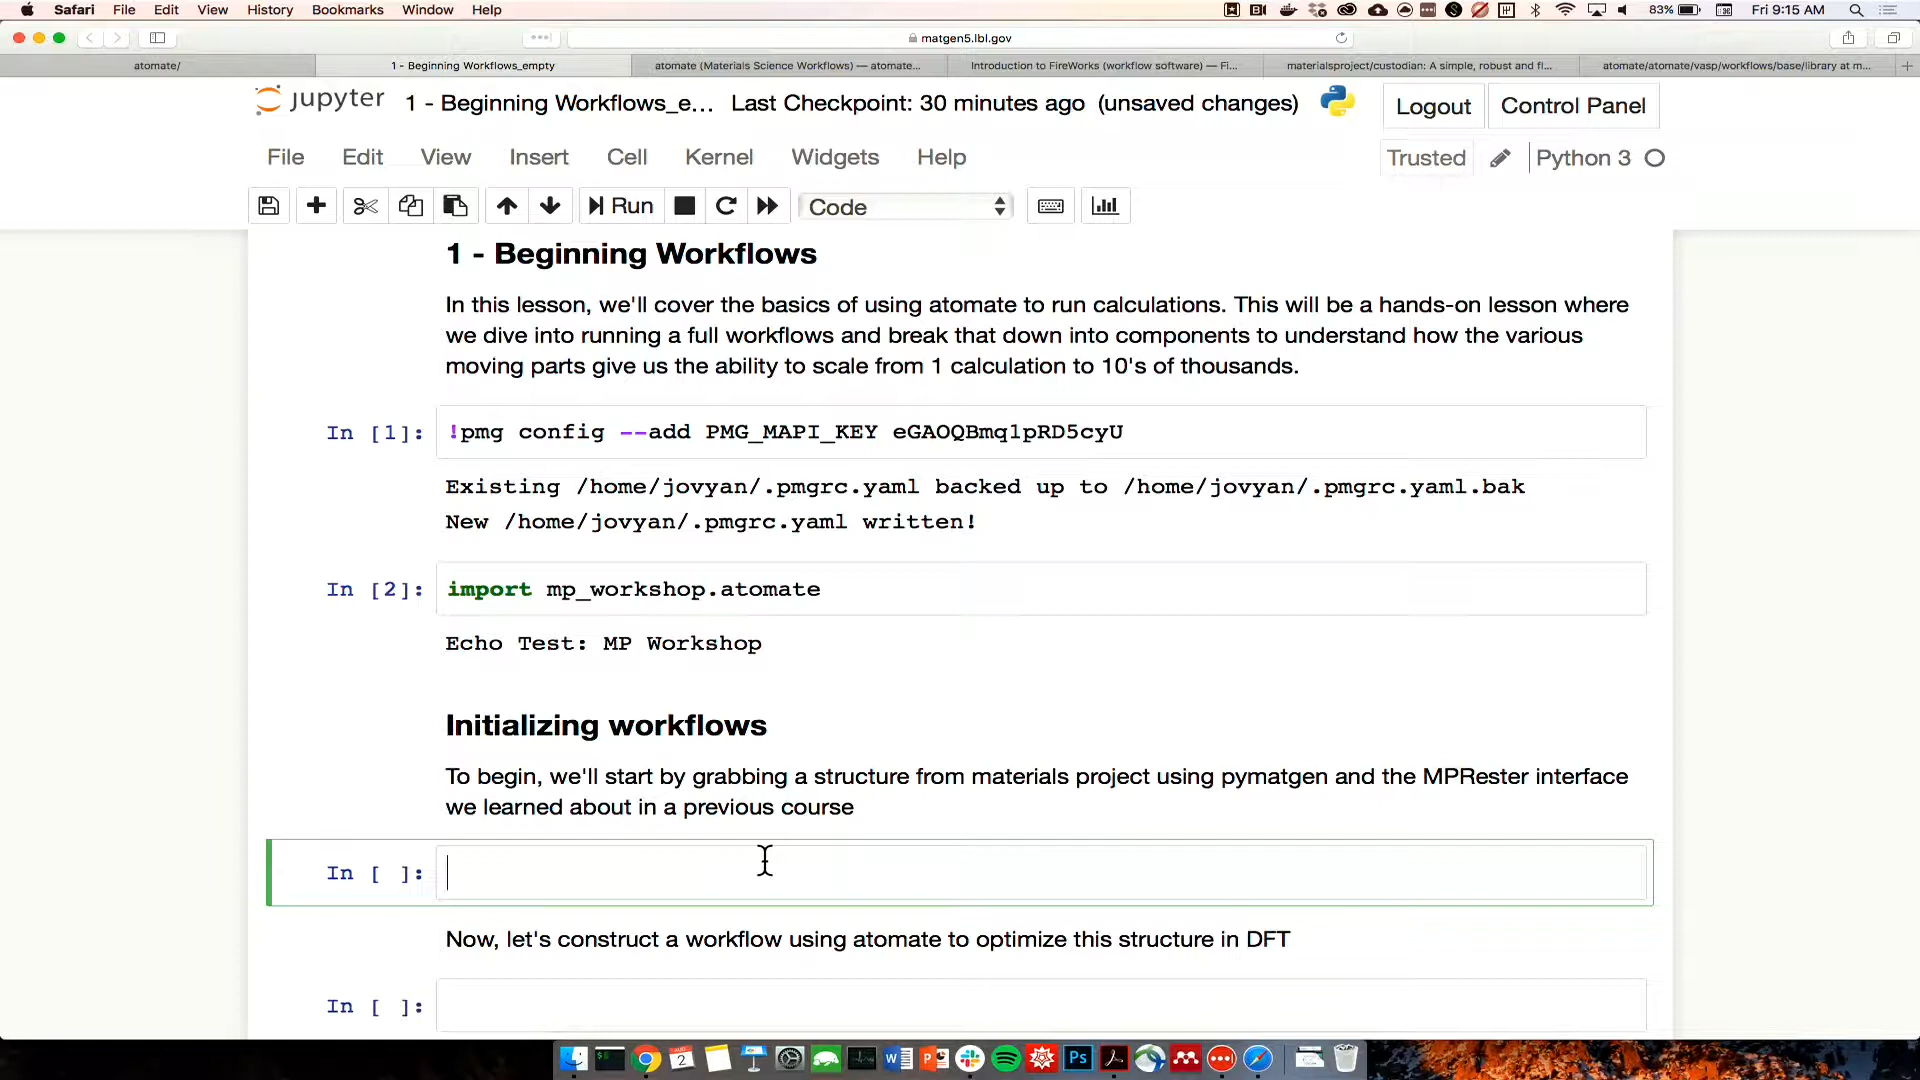 Safari File Edit View History Bookmarks Window Help 83% Fri 9:15 AM
matgen5.lbl.gov
atomate/
1 - Beginning Workflows_empty
atomate (Materials Science Workflows) — atomate...
Introduction to FireWorks (workflow software) — Fi...
materialsproject/custodian: A simple, robust and fl...
atomate/atomate/vasp/workflows/base/library at m...
jupyter 1 - Beginning Workflows_e... Last Checkpoint: 30 minutes ago (unsaved changes) Logout Control Panel
File Edit View Insert Cell Kernel Widgets Help Trusted Python 3
Run Code
1 - Beginning Workflows
In this lesson, we'll cover the basics of using atomate to run calculations. This will be a hands-on lesson where
we dive into running a full workflows and break that down into components to understand how the various
moving parts give us the ability to scale from 1 calculation to 10's of thousands.
In [1]: !pmg config --add PMG_MAPI_KEY eGAOQBmq1pRD5cyU
Existing /home/jovyan/.pmgrc.yaml backed up to /home/jovyan/.pmgrc.yaml.bak
New /home/jovyan/.pmgrc.yaml written!
In [2]: import mp_workshop.atomate
Echo Test: MP Workshop
Initializing workflows
To begin, we'll start by grabbing a structure from materials project using pymatgen and the MPRester interface
we learned about in a previous course
In [ ]:
Now, let's construct a workflow using atomate to optimize this structure in DFT
In [ ]: